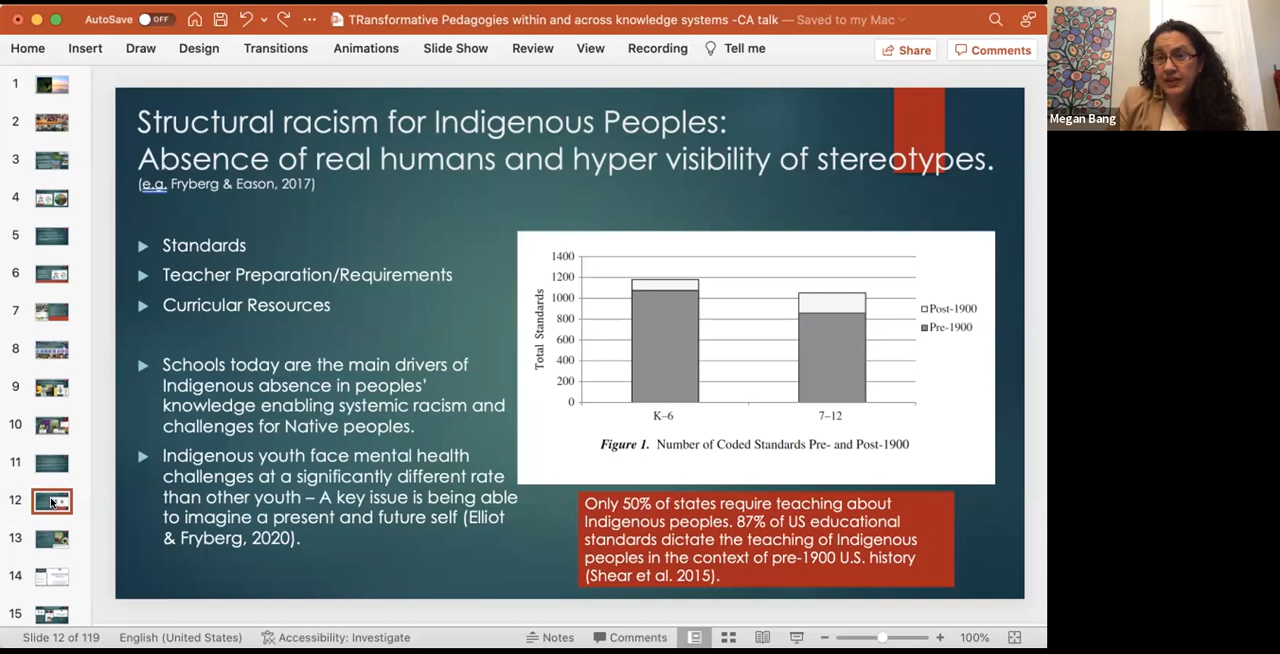 AutoSave OFF
TRansformative Pedagogies within and across knowledge systems -CA talk — Saved to my Mac
Home Insert Draw Design Transitions Animations Slide Show Review View Recording Tell me
Share Comments
Megan Bang
1
2
3
4
5
6
7
8
9
10
11
12
13
14
15
Structural racism for Indigenous Peoples:
Absence of real humans and hyper visibility of stereotypes.
(e.g. Fryberg & Eason, 2017)
Standards
Teacher Preparation/Requirements
Curricular Resources
Schools today are the main drivers of
Indigenous absence in peoples'
knowledge enabling systemic racism and
challenges for Native peoples.
Indigenous youth face mental health
challenges at a significantly different rate
than other youth – A key issue is being able
to imagine a present and future self (Elliot
& Fryberg, 2020).
Total Standards
1400
1200
1000
800
600
400
200
0
K–6 7–12
Post-1900
Pre-1900
Figure 1. Number of Coded Standards Pre- and Post-1900
Only 50% of states require teaching about
Indigenous peoples. 87% of US educational
standards dictate the teaching of Indigenous
peoples in the context of pre-1900 U.S. history
(Shear et al. 2015).
Slide 12 of 119 English (United States) Accessibility: Investigate Notes Comments 100%